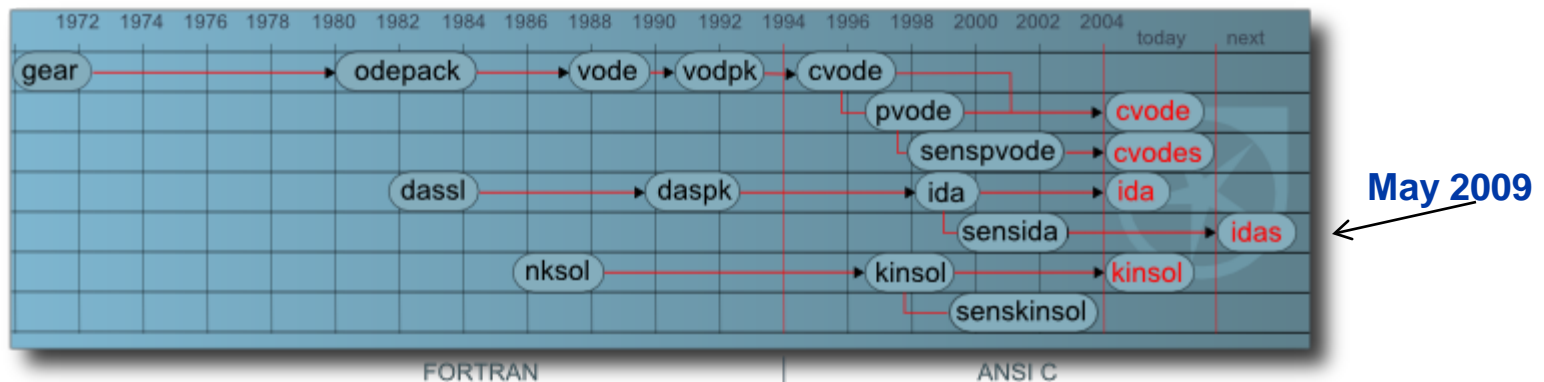 1972 1974 1976 1978 1980 1982 1984 1986 1988 1990 1992 1994 1996 1998 2000 2002 2004
today next
gear odepack vode vodpk cvode
pvode cvode
senspvode cvodes
dassl daspk ida ida
May 2009
sensida idas
nksol kinsol kinsol
senskinsol
FORTRAN ANSI C